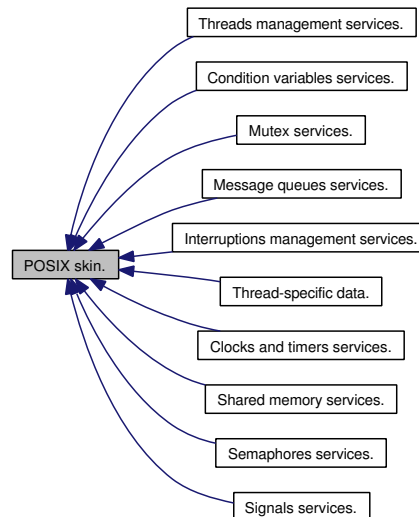 Threads management services.
Condition variables services.
Mutex services.
Message queues services.
Interruptions management services.
POSIX skin.
Thread-specific data.
Clocks and timers services.
Shared memory services.
Semaphores services.
Signals services.